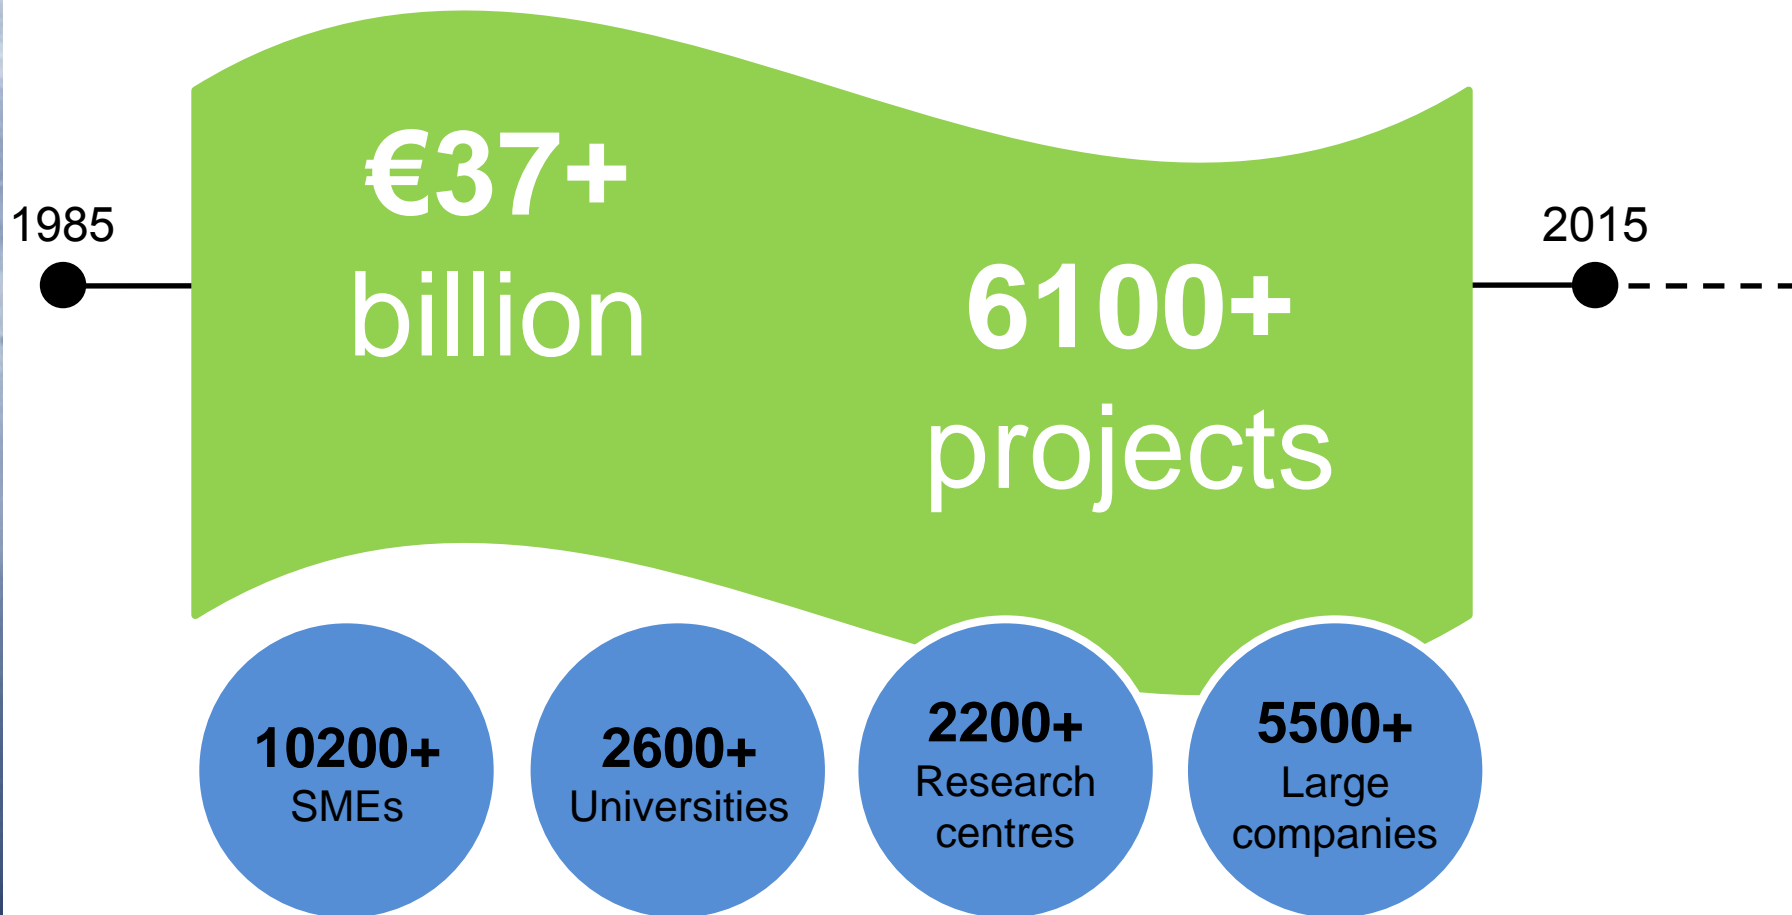 1985
€37+
billion
6100+
projects
2015
10200+
SMEs
2600+
Universities
2200+
Research
centres
5500+
Large
companies